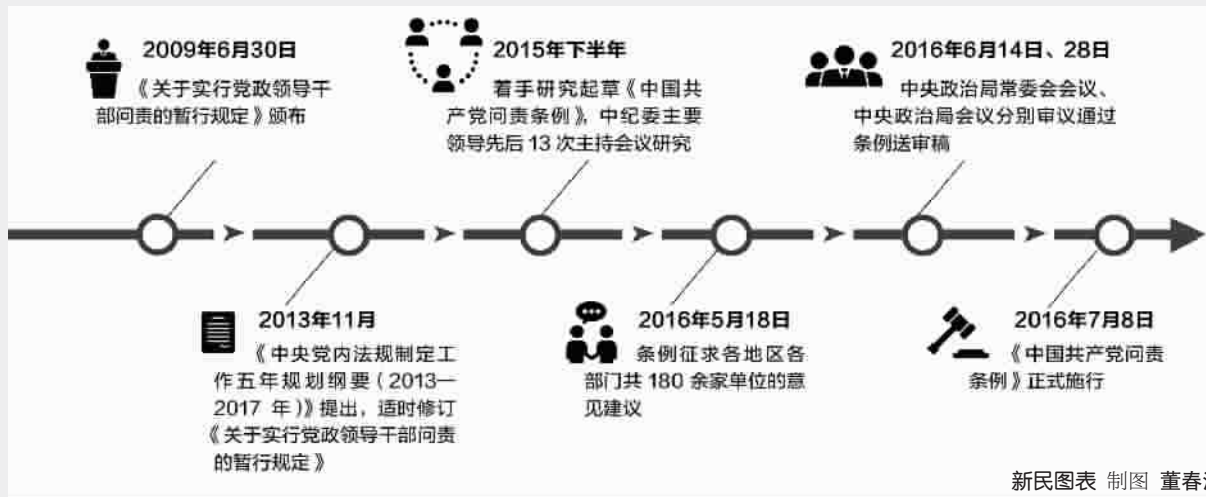 2009年6月30日
《关于实行党政领导干
部问责的暂行规定》颁布
2013年11月
《中央党内法规制定工
作五年规划纲要（2013—
2017 年）》提出，适时修订
《关于实行党政领导干部问责
的暂行规定》
2015年下半年
着手研究起草《中国共
产党问责条例》，中纪委主要
领导先后 13 次主持会议研究
2016年5月18日
条例征求各地区各
部门共 180 余家单位的意
见建议
2016年6月14日、28日
中央政治局常委会会议、
中央政治局会议分别审议通过
条例送审稿
2016年7月8日
《中国共产党问责
条例》正式施行
新民图表 制图 董春